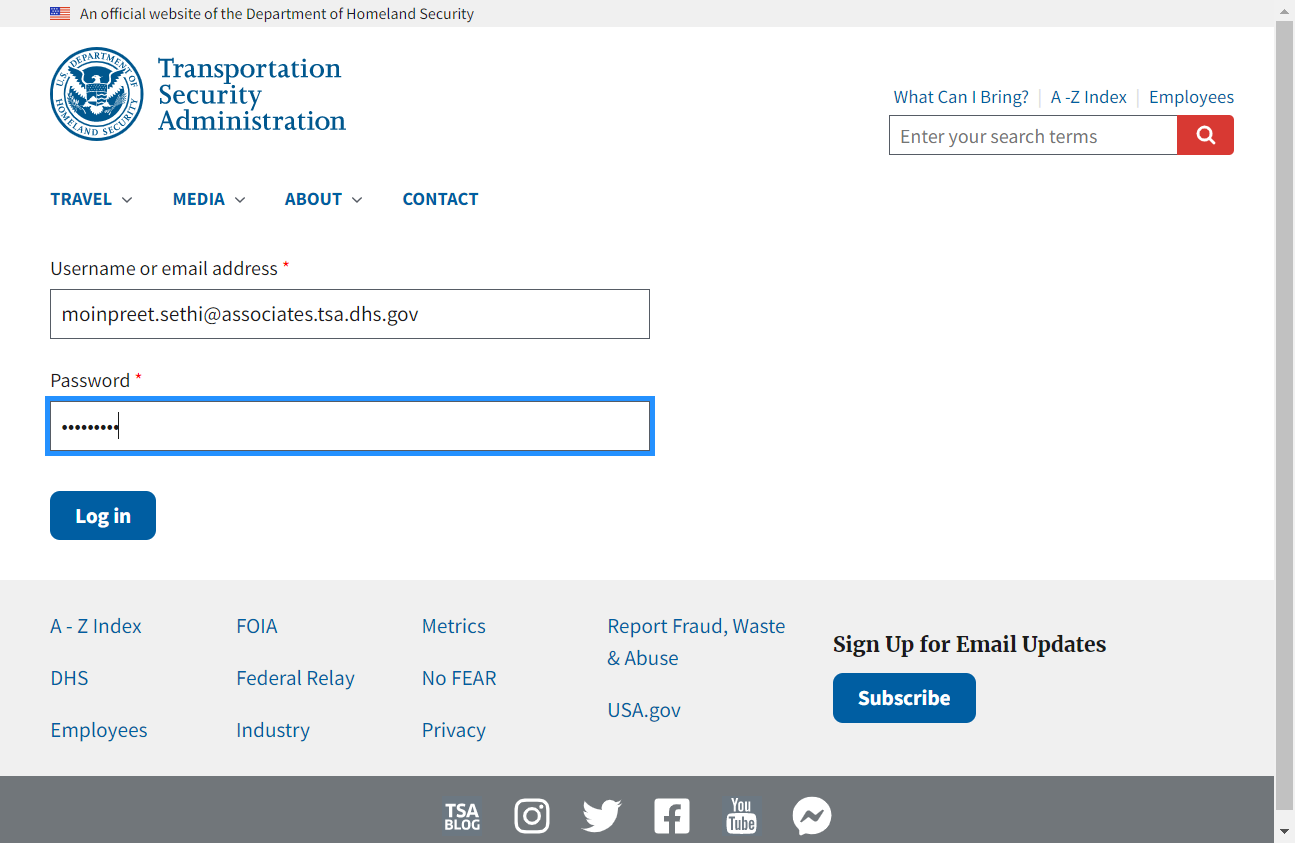 An official website of the Department of Homeland Security
U.S. DEPARTMENT OF HOMELAND SECURITY
Transportation
Security
Administration
What Can I Bring? | A -Z Index | Employees
Enter your search terms
TRAVEL MEDIA ABOUT CONTACT
Username or email address *
moinpreet.sethi@associates.tsa.dhs.gov
Password *
•••••••••
Log in
A - Z Index FOIA Metrics Report Fraud, Waste
& Abuse
Sign Up for Email Updates
DHS Federal Relay No FEAR
Subscribe
USA.gov
Employees Industry Privacy
TSA
BLOG
You
Tube